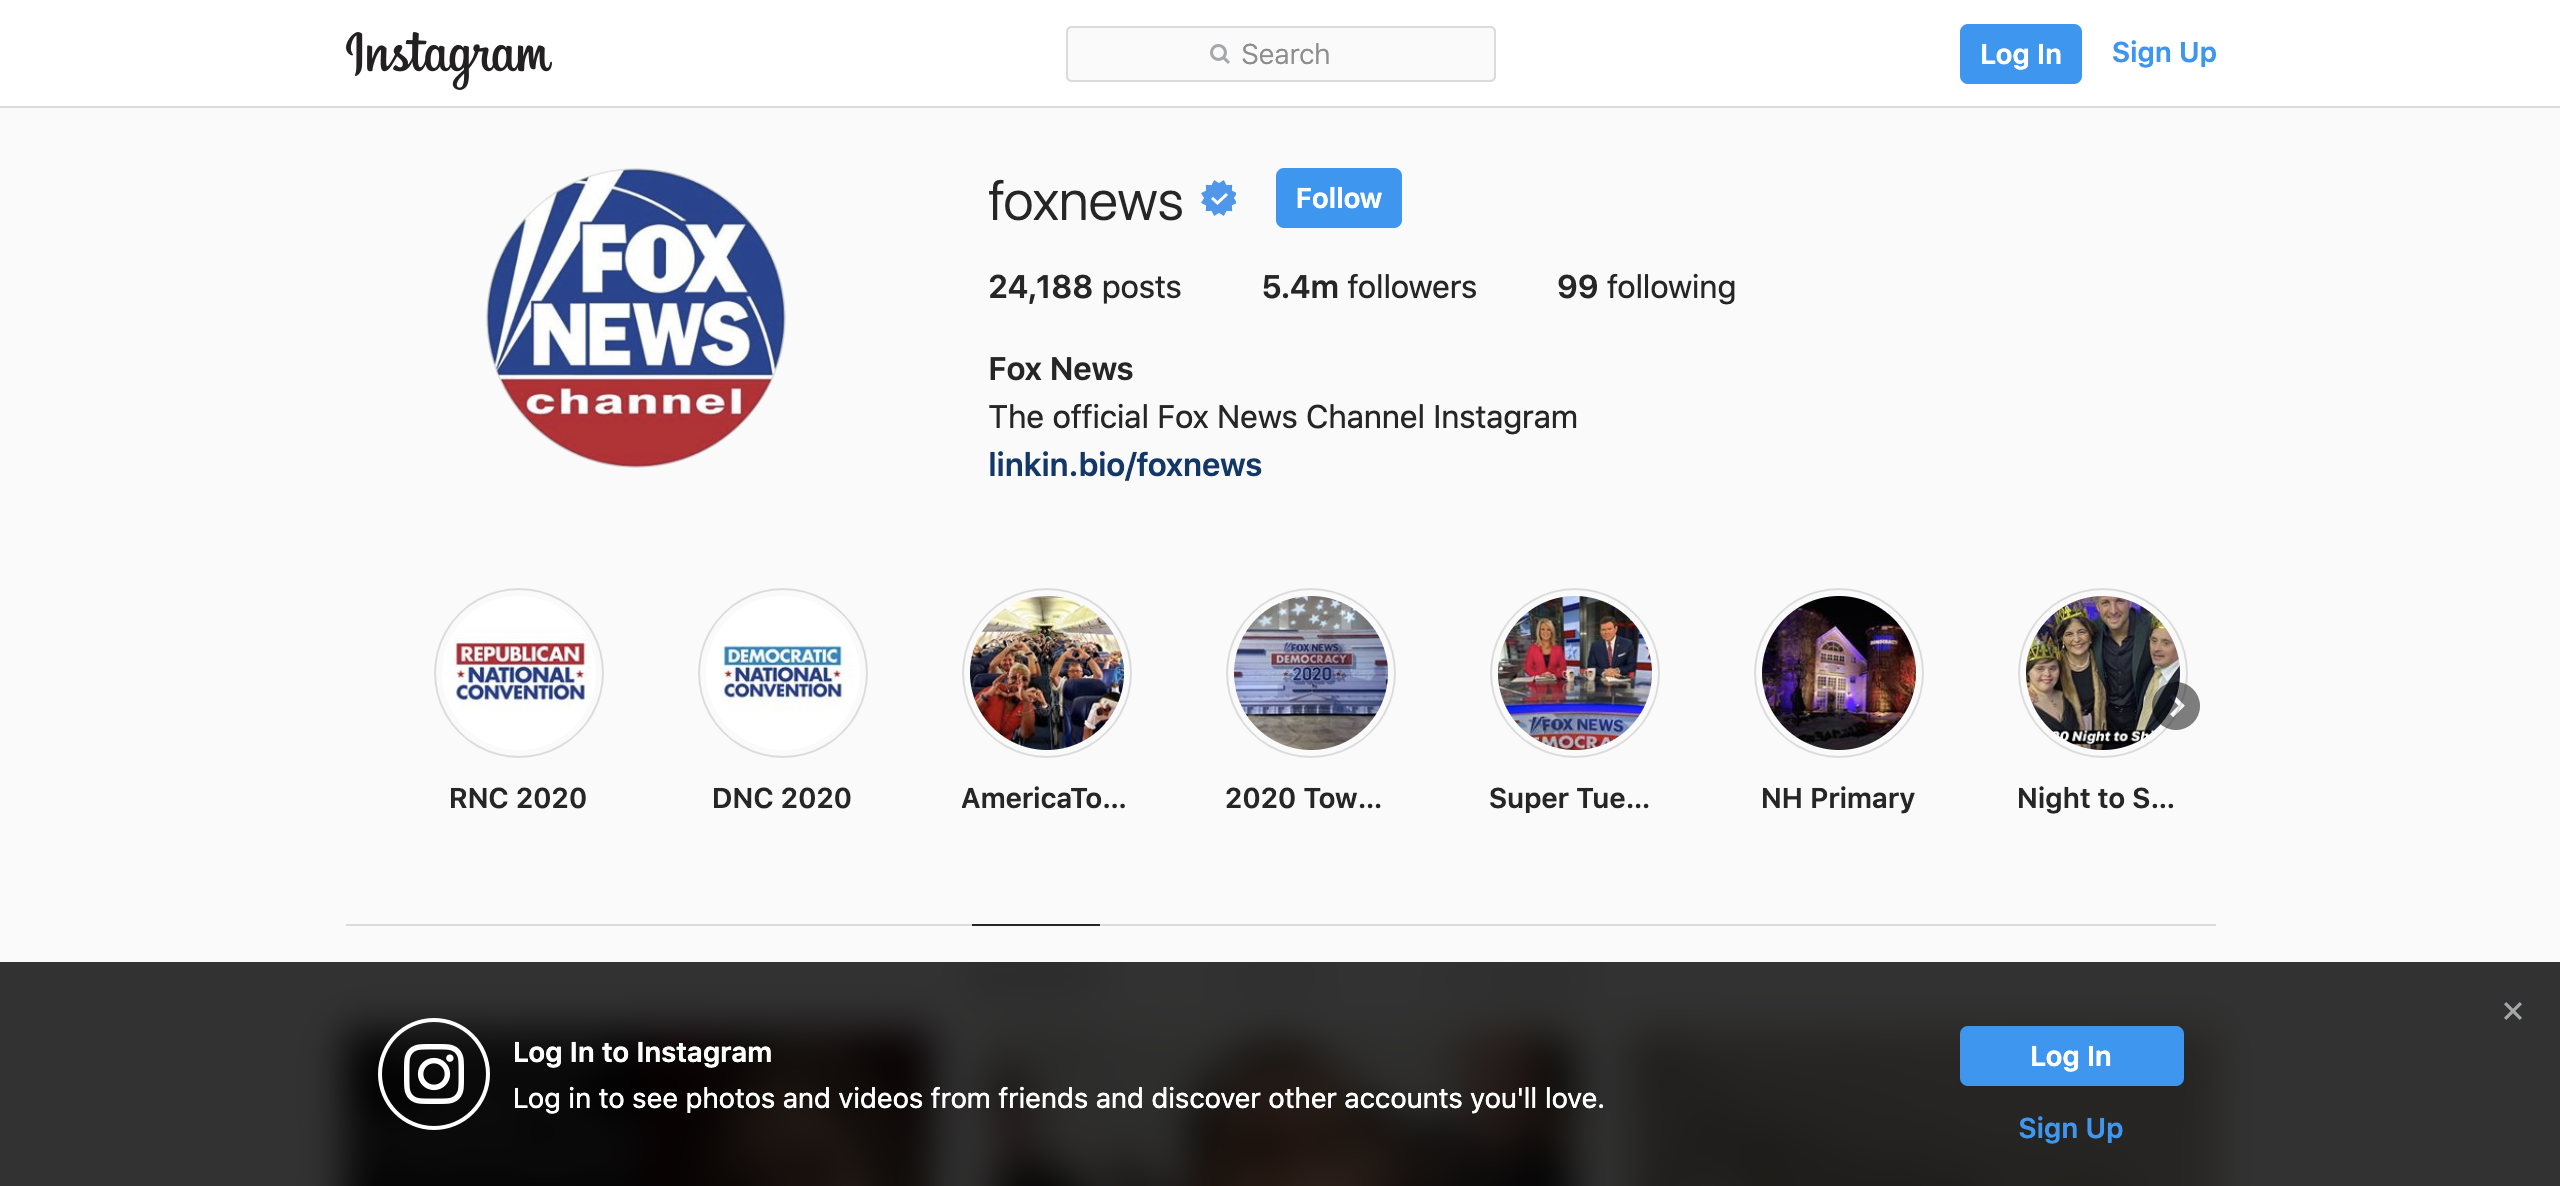 Instagram
Search
Log In
Sign Up
FOX
NEWS
channel
foxnews
Follow
24,188 posts
5.4m followers
99 following
Fox News
The official Fox News Channel Instagram
linkin.bio/foxnews
REPUBLICAN
NATIONAL
CONVENTION
DEMOCRATIC
NATIONAL
CONVENTION
FOX NEWS
DEMOCRACY
2020
FOX NEWS
Night to
RNC 2020
DNC 2020
AmericaTo...
2020 Tow...
Super Tue...
NH Primary
Night to S...
Log In to Instagram
Log in to see photos and videos from friends and discover other accounts you'll love.
Log In
Sign Up